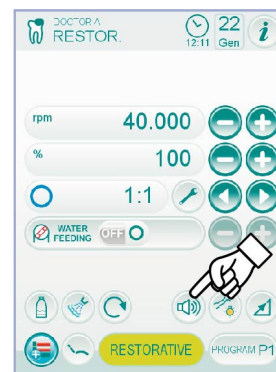 DOCTOR A
RESTOR.
12:11
22
Gen
i
rpm
40.000
%
100
1:1
WATER
FEEDING
OFF
RESTORATIVE
PROGRAM P1